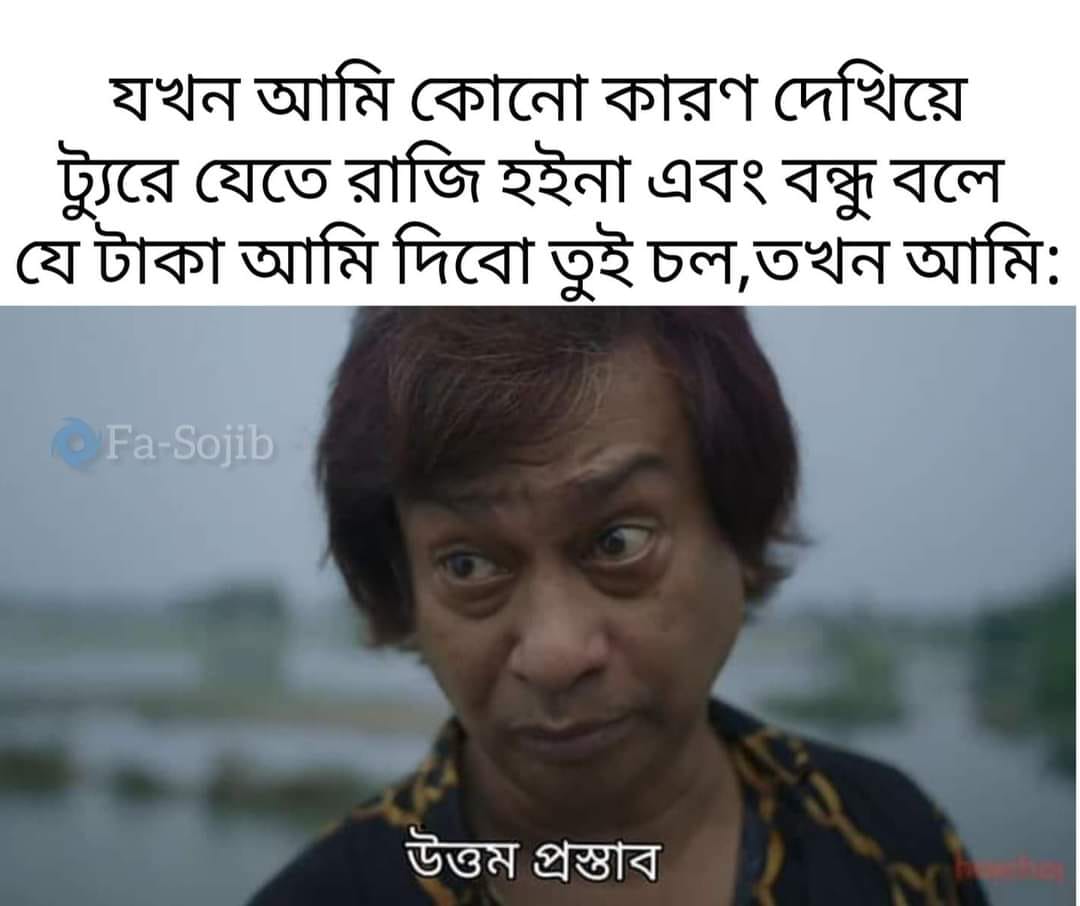 যখন আমি কোনো কারণ দেখিয়ে
ট্যুরে যেতে রাজি হইনা এবং বন্ধু বলে
যে টাকা আমি দিবো তুই চল,তখন আমি:
Fa-Sojib
উত্তম প্রস্তাব